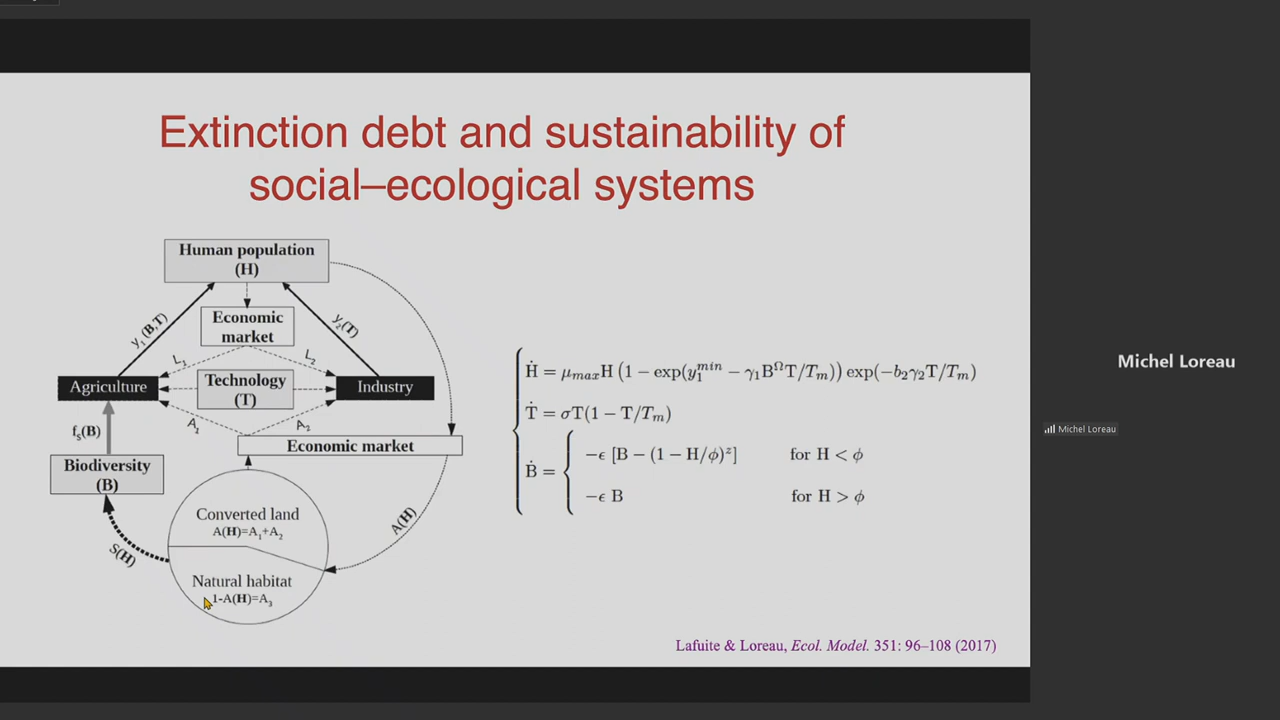 Extinction debt and sustainability of
social–ecological systems
Human population
(H)
Economic
market
y₁(B,T)
y₂(T)
L₁
L₂
Agriculture
Technology
(T)
Industry
A₁
A₂
fₛ(B)
Economic market
Biodiversity
(B)
Converted land
A(H)=A₁+A₂
A(H)
S(H)
Natural habitat
1-A(H)=A₃
Ḣ = μₘₐₓH (1 − exp(y₁ᵐⁱⁿ − γ₁B^ΩT/Tₘ)) exp(−b₂γ₂T/Tₘ)
Ṫ = σT(1 − T/Tₘ)
Ḃ = { −ϵ [B − (1 − H/ϕ)ᶻ] for H < ϕ
−ϵ B for H > ϕ
Lafuite & Loreau, Ecol. Model. 351: 96–108 (2017)
Michel Loreau
Michel Loreau